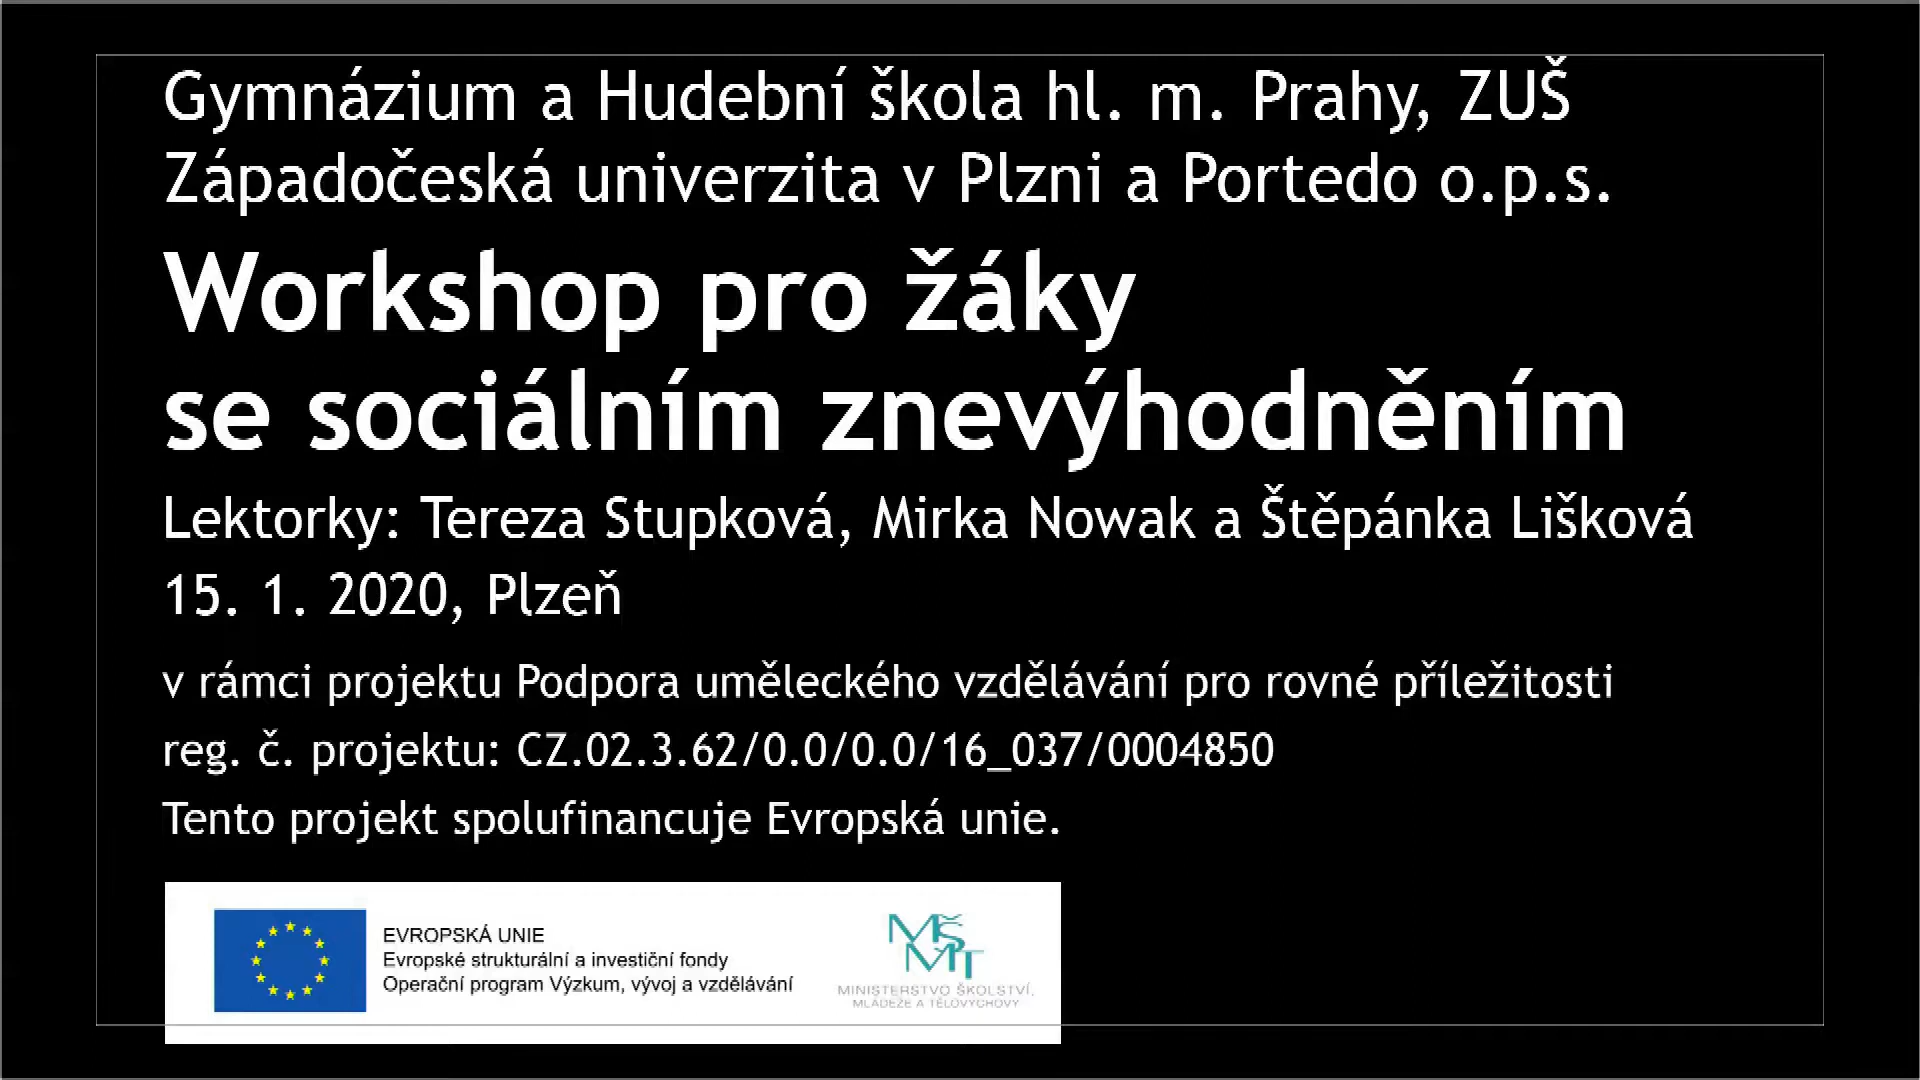 Gymnázium a Hudební škola hl. m. Prahy, ZUŠ
Západočeská univerzita v Plzni a Portedo o.p.s.
Workshop pro žáky
se sociálním znevýhodněním
Lektorky: Tereza Stupková, Mirka Nowak a Štěpánka Lišková
15. 1. 2020, Plzeň
v rámci projektu Podpora uměleckého vzdělávání pro rovné příležitosti
reg. č. projektu: CZ.02.3.62/0.0/0.0/16_037/0004850
Tento projekt spolufinancuje Evropská unie.
EVROPSKÁ UNIE
Evropské strukturální a investiční fondy
Operační program Výzkum, vývoj a vzdělávání
MŠMT
MINISTERSTVO ŠKOLSTVÍ,
MLÁDEŽE A TĚLOVÝCHOVY